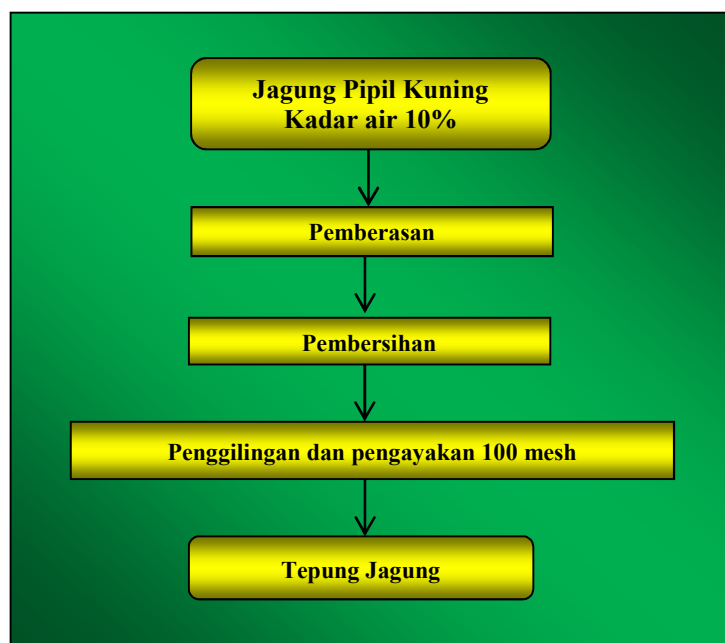 Jagung Pipil Kuning
Kadar air 10%
Pemberasan
Pembersihan
Penggilingan dan pengayakan 100 mesh
Tepung Jagung